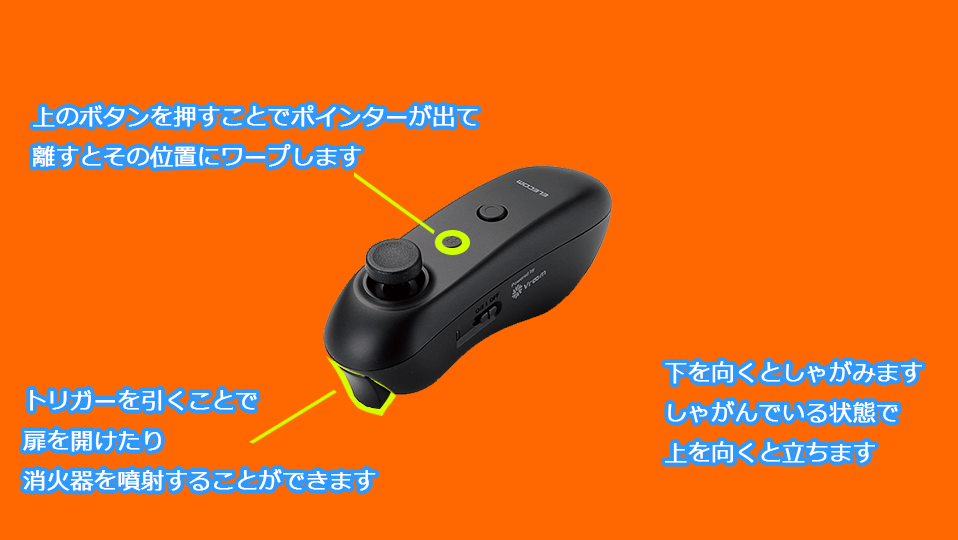 上のボタンを押すことでポインターが出て
離すとその位置にワープします
ELECOM
Powered by
Vroom
ON / OFF
トリガーを引くことで
扉を開けたり
消火器を噴射することができます
下を向くとしゃがみます
しゃがんでいる状態で
上を向くと立ちます